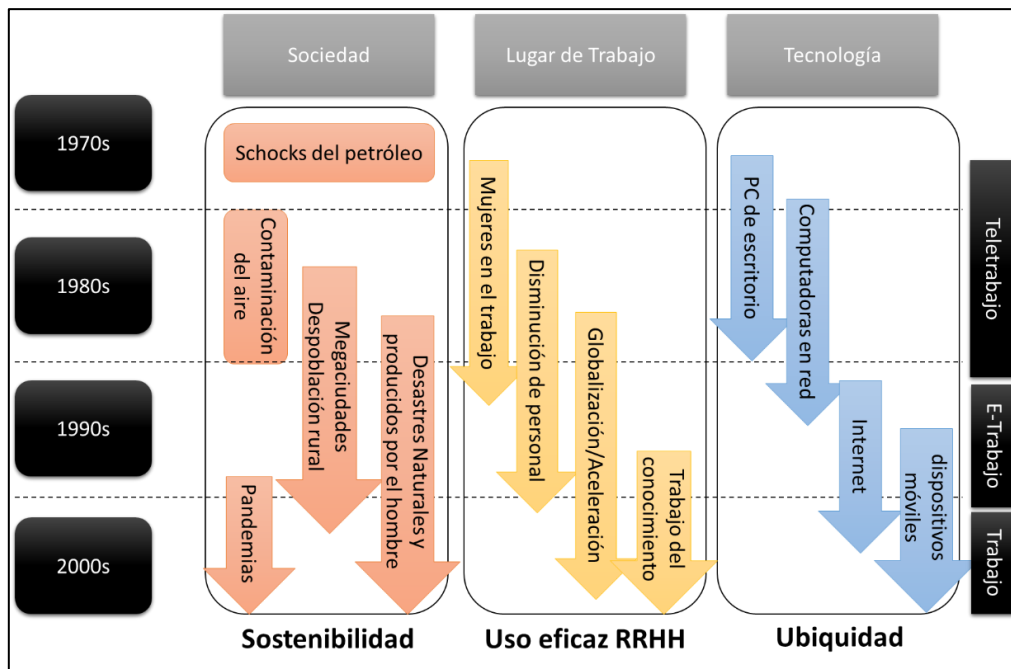 Sociedad
Lugar de Trabajo
Tecnología
1970s
1980s
1990s
2000s
Schocks del petróleo
Contaminación
del aire
Megaciudades
Despoblación rural
Desastres Naturales y
producidos por el hombre
Pandemias
Mujeres en el trabajo
Disminución de personal
Globalización/Aceleración
Trabajo del
conocimiento
PC de escritorio
Computadoras en red
Internet
dispositivos
móviles
Teletrabajo
E-Trabajo
Trabajo
Sostenibilidad
Uso eficaz RRHH
Ubiquidad